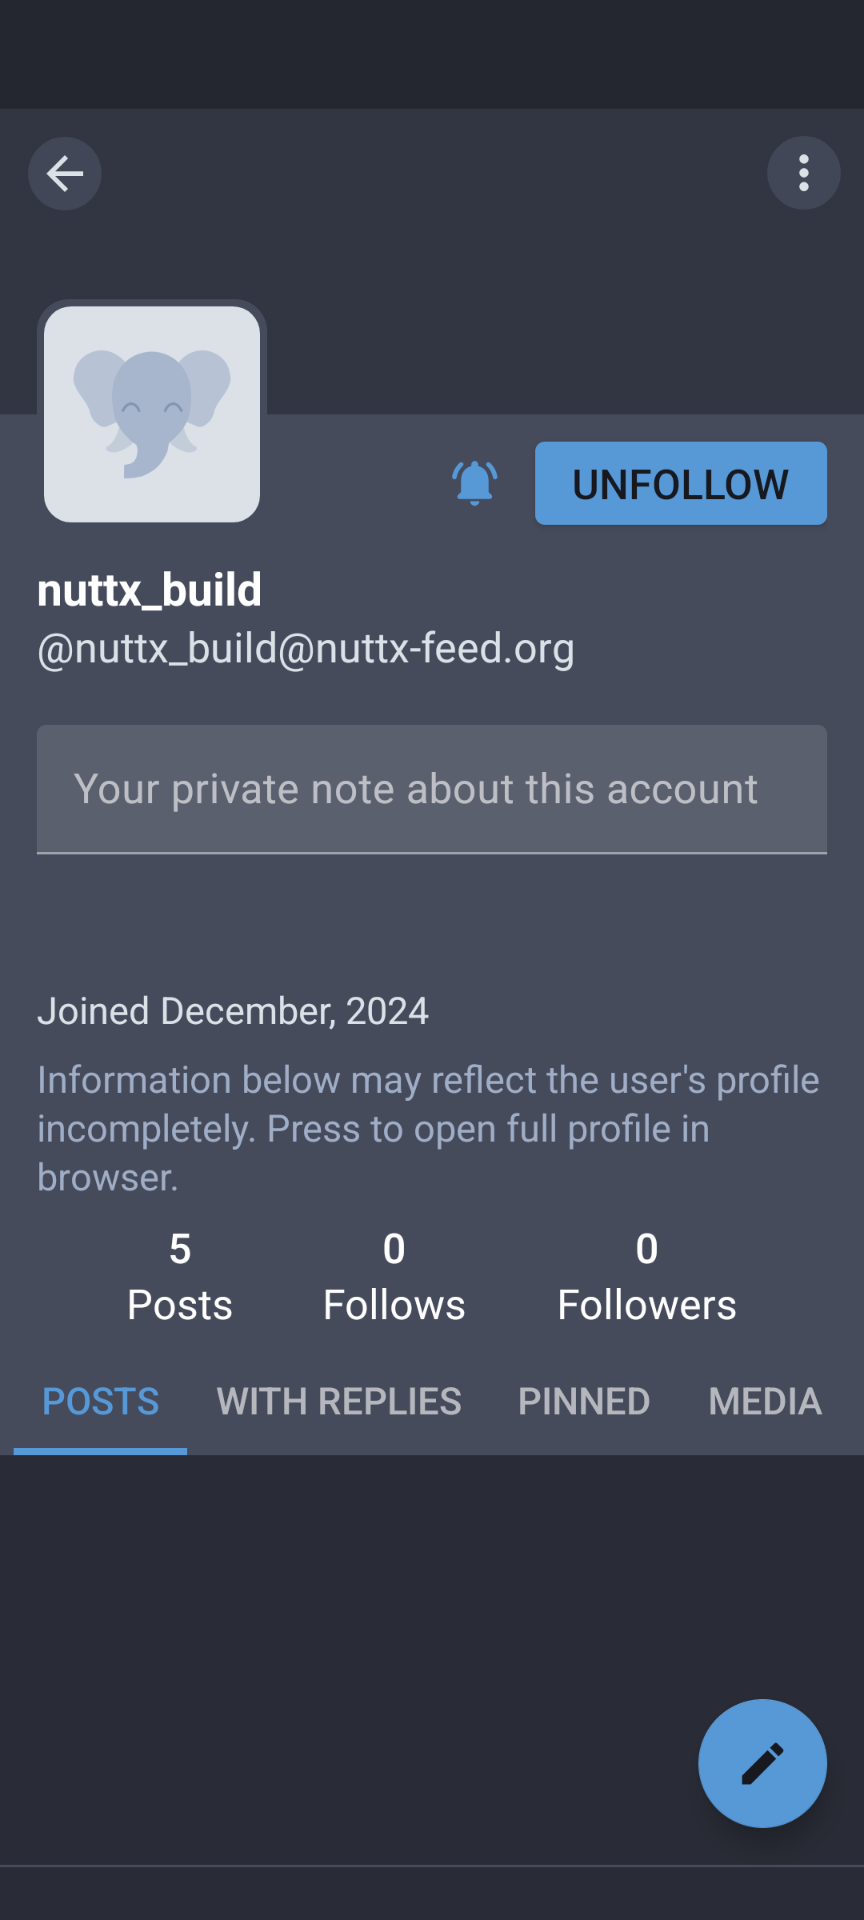 UNFOLLOW
nuttx_build
@nuttx_build@nuttx-feed.org
Your private note about this account
Joined December, 2024
Information below may reflect the user's profile
incompletely. Press to open full profile in
browser.
5 0 0
Posts Follows Followers
POSTS WITH REPLIES PINNED MEDIA